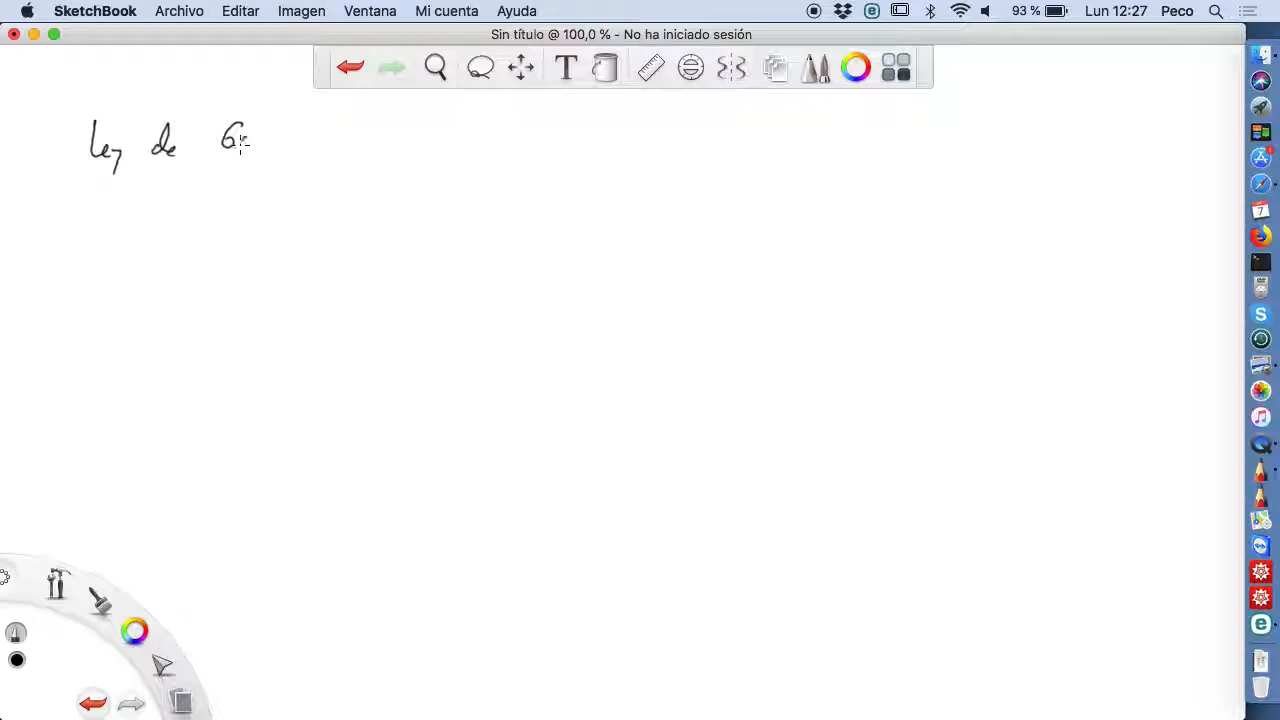 SketchBook Archivo Editar Imagen Ventana Mi cuenta Ayuda 93 % Lun 12:27 Peco
Sin título @ 100,0 % - No ha iniciado sesión
T
Ley de